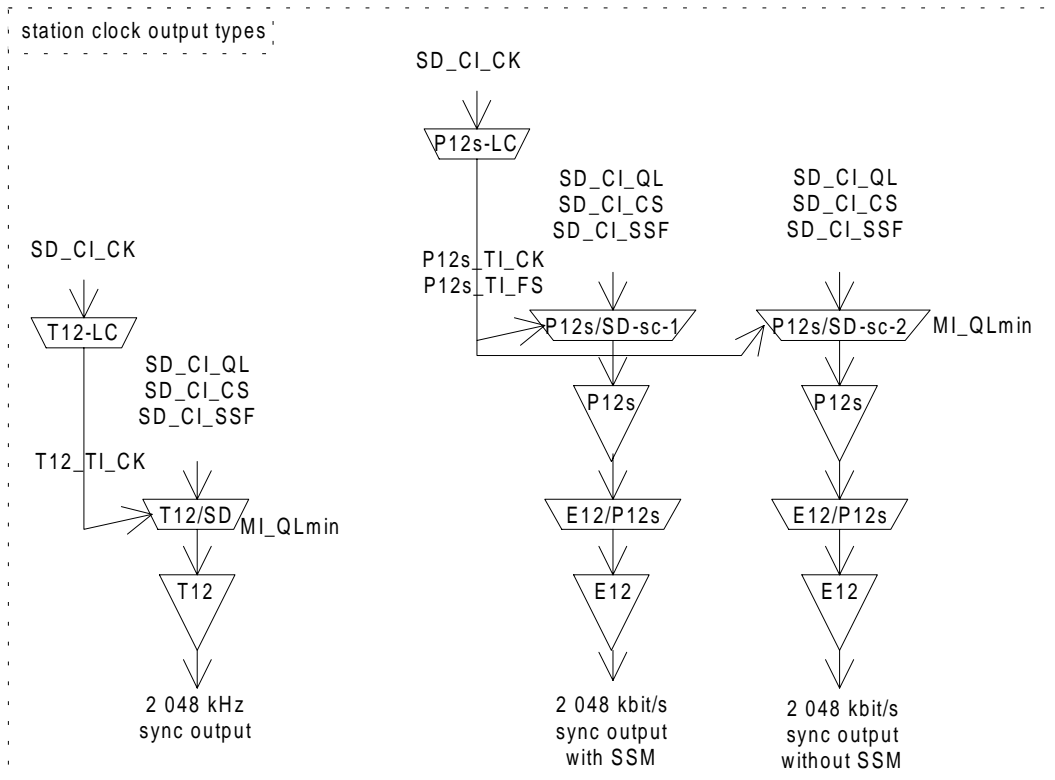 station clock output types
SD_CI_CK
P12s-LC
SD_CI_QL
SD_CI_CS
SD_CI_SSF
SD_CI_QL
SD_CI_CS
SD_CI_SSF
P12s_TI_CK
P12s_TI_FS
SD_CI_CK
T12-LC
P12s/SD-sc-1
P12s/SD-sc-2
MI_QLmin
SD_CI_QL
SD_CI_CS
SD_CI_SSF
P12s
P12s
T12_TI_CK
T12/SD
MI_QLmin
E12/P12s
E12/P12s
T12
E12
E12
2 048 kHz
sync output
2 048 kbit/s
sync output
with SSM
2 048 kbit/s
sync output
without SSM